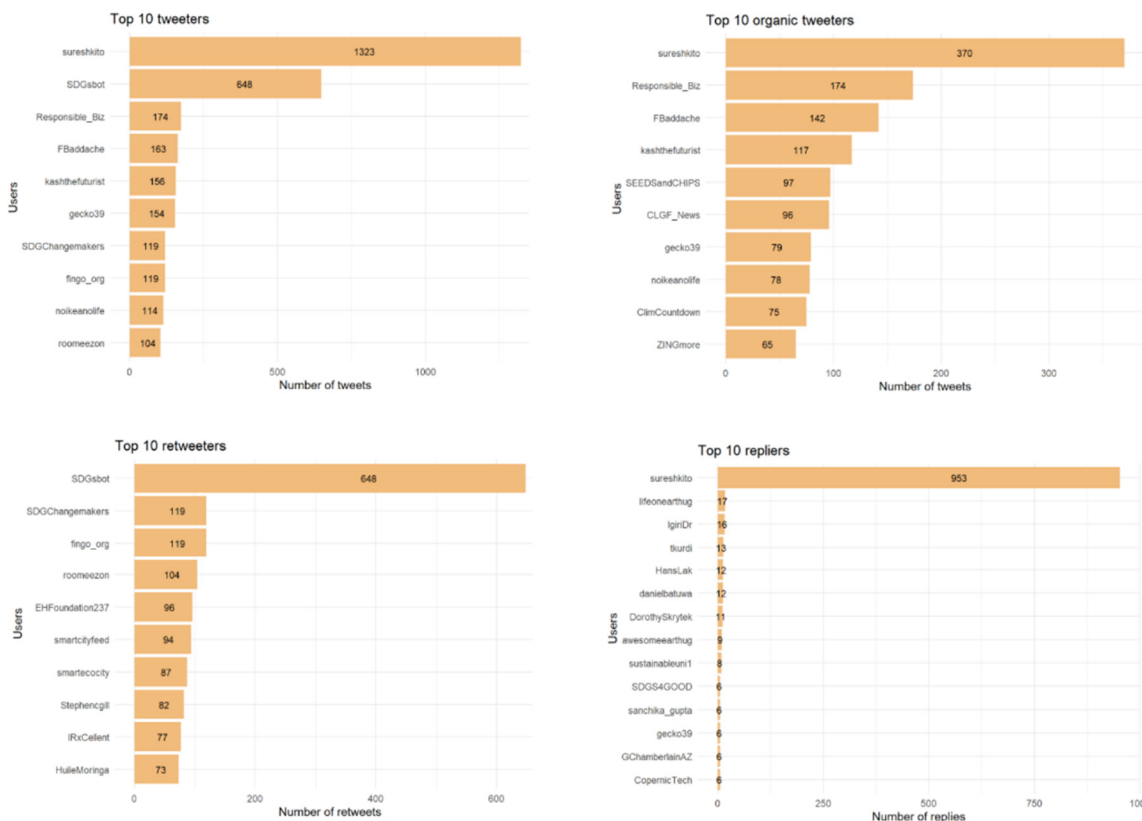 Top 10 tweeters
Users
sureshkito 1323
SDGsbot 648
Responsible_Biz 174
FBaddache 163
kashthefuturist 156
gecko39 154
SDGChangemakers 119
fingo_org 119
noikeanolife 114
roomeezon 104
0 500 1000
Number of tweets
Top 10 organic tweeters
Users
sureshkito 370
Responsible_Biz 174
FBaddache 142
kashthefuturist 117
SEEDSandCHIPS 97
CLGF_News 96
gecko39 79
noikeanolife 78
ClimCountdown 75
ZINGmore 65
0 100 200 300
Number of tweets
Top 10 retweeters
Users
SDGsbot 648
SDGChangemakers 119
fingo_org 119
roomeezon 104
EHFoundation237 96
smartcityfeed 94
smartecocity 87
Stephencgill 82
IRxCellent 77
HuileMoringa 73
0 200 400 600
Number of retweets
Top 10 repliers
Users
sureshkito 953
lifeonearthug 17
IgiriDr 16
tkurdi 13
HansLak 12
danielbatuwa 12
DorothySkrytek 11
awesomeearthug 9
sustainableuni1 8
SDGS4GOOD 6
sanchika_gupta 6
gecko39 6
GChamberlainAZ 6
CopernicTech 6
0 250 500 750
Number of replies